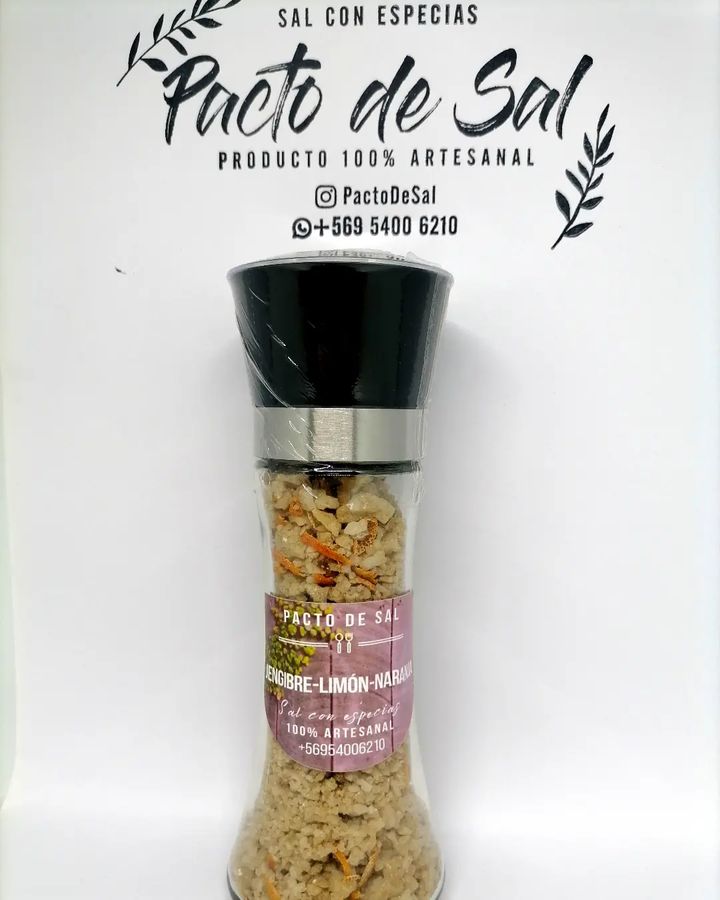 SAL CON ESPECIAS
Pacto de Sal
PRODUCTO 100% ARTESANAL
PactoDeSal
+569 5400 6210
PACTO DE SAL
JENGIBRE-LIMÓN-NARANJA
Sal con especias
100% ARTESANAL
+56954006210